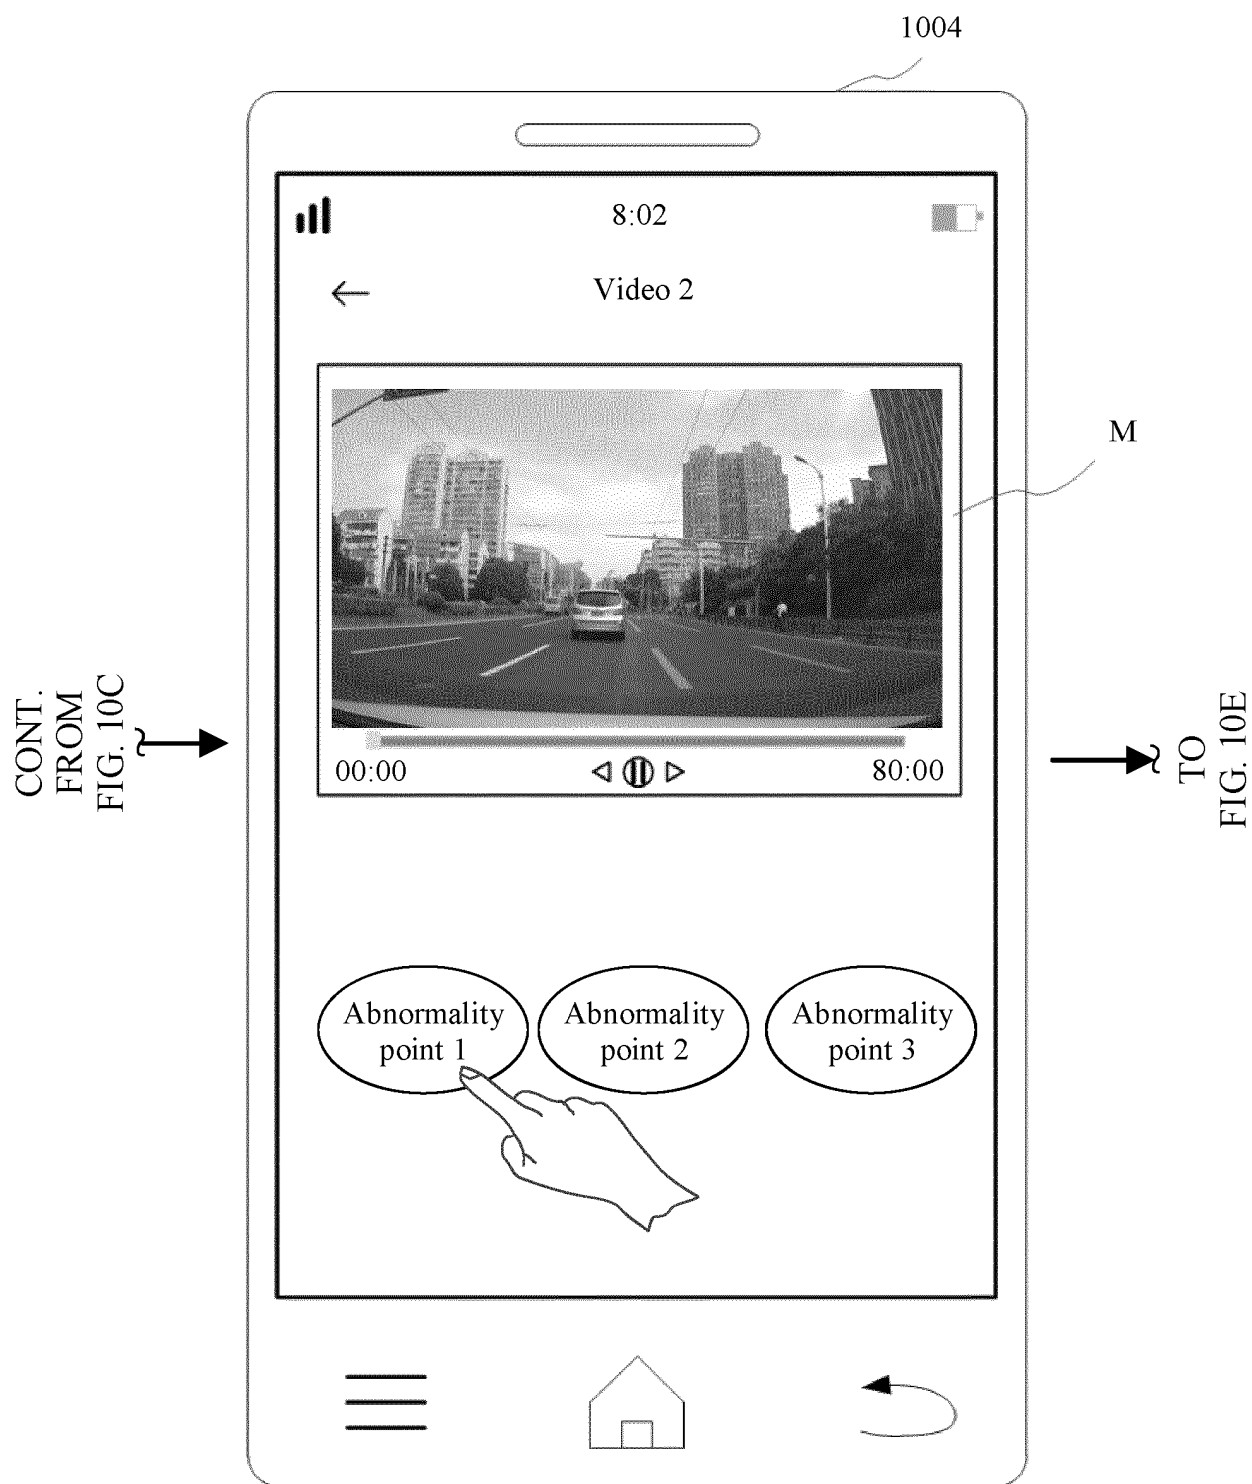 1004
8:02
Video 2
M
CONT.
FROM
FIG. 10C
TO
FIG. 10E
00:00
80:00
Abnormality
point 1
Abnormality
point 2
Abnormality
point 3